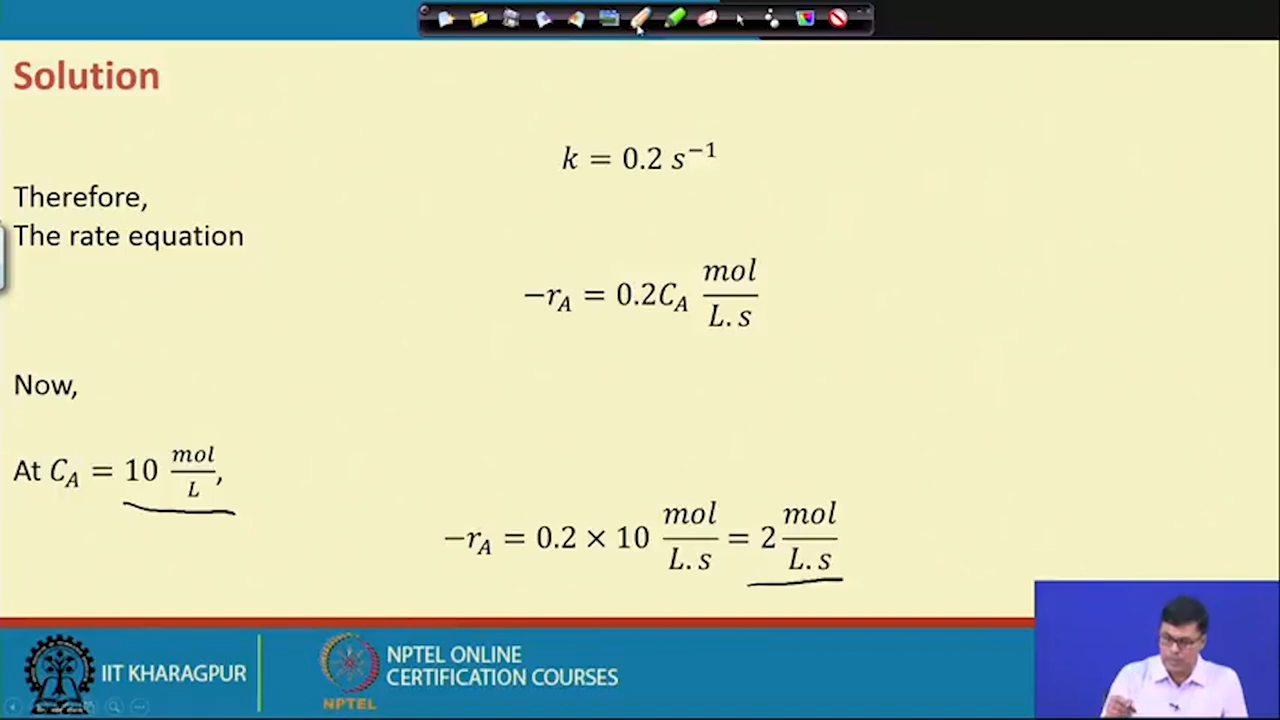 Solution
k = 0.2 s⁻¹
Therefore,
The rate equation
−r_A = 0.2C_A mol/L.s
Now,
At C_A = 10 mol/L,
−r_A = 0.2 × 10 mol/L.s = 2 mol/L.s
IIT KHARAGPUR
NPTEL ONLINE
CERTIFICATION COURSES
NPTEL